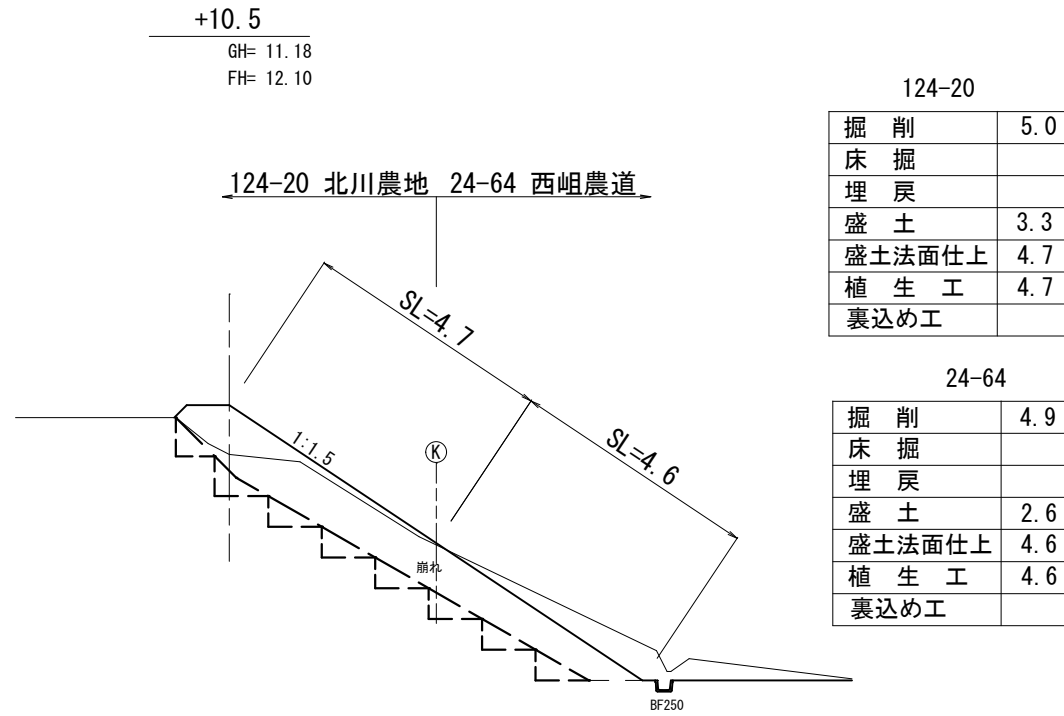 +10.5
GH= 11.18
FH= 12.10
124-20 北川農地 24-64 西岨農道
SL=4.7
SL=4.6
1:1.5
K
崩れ
BF250
124-20
掘 削 5.0
床 掘
埋 戻
盛 土 3.3
盛土法面仕上 4.7
植 生 工 4.7
裏込め工
24-64
掘 削 4.9
床 掘
埋 戻
盛 土 2.6
盛土法面仕上 4.6
植 生 工 4.6
裏込め工